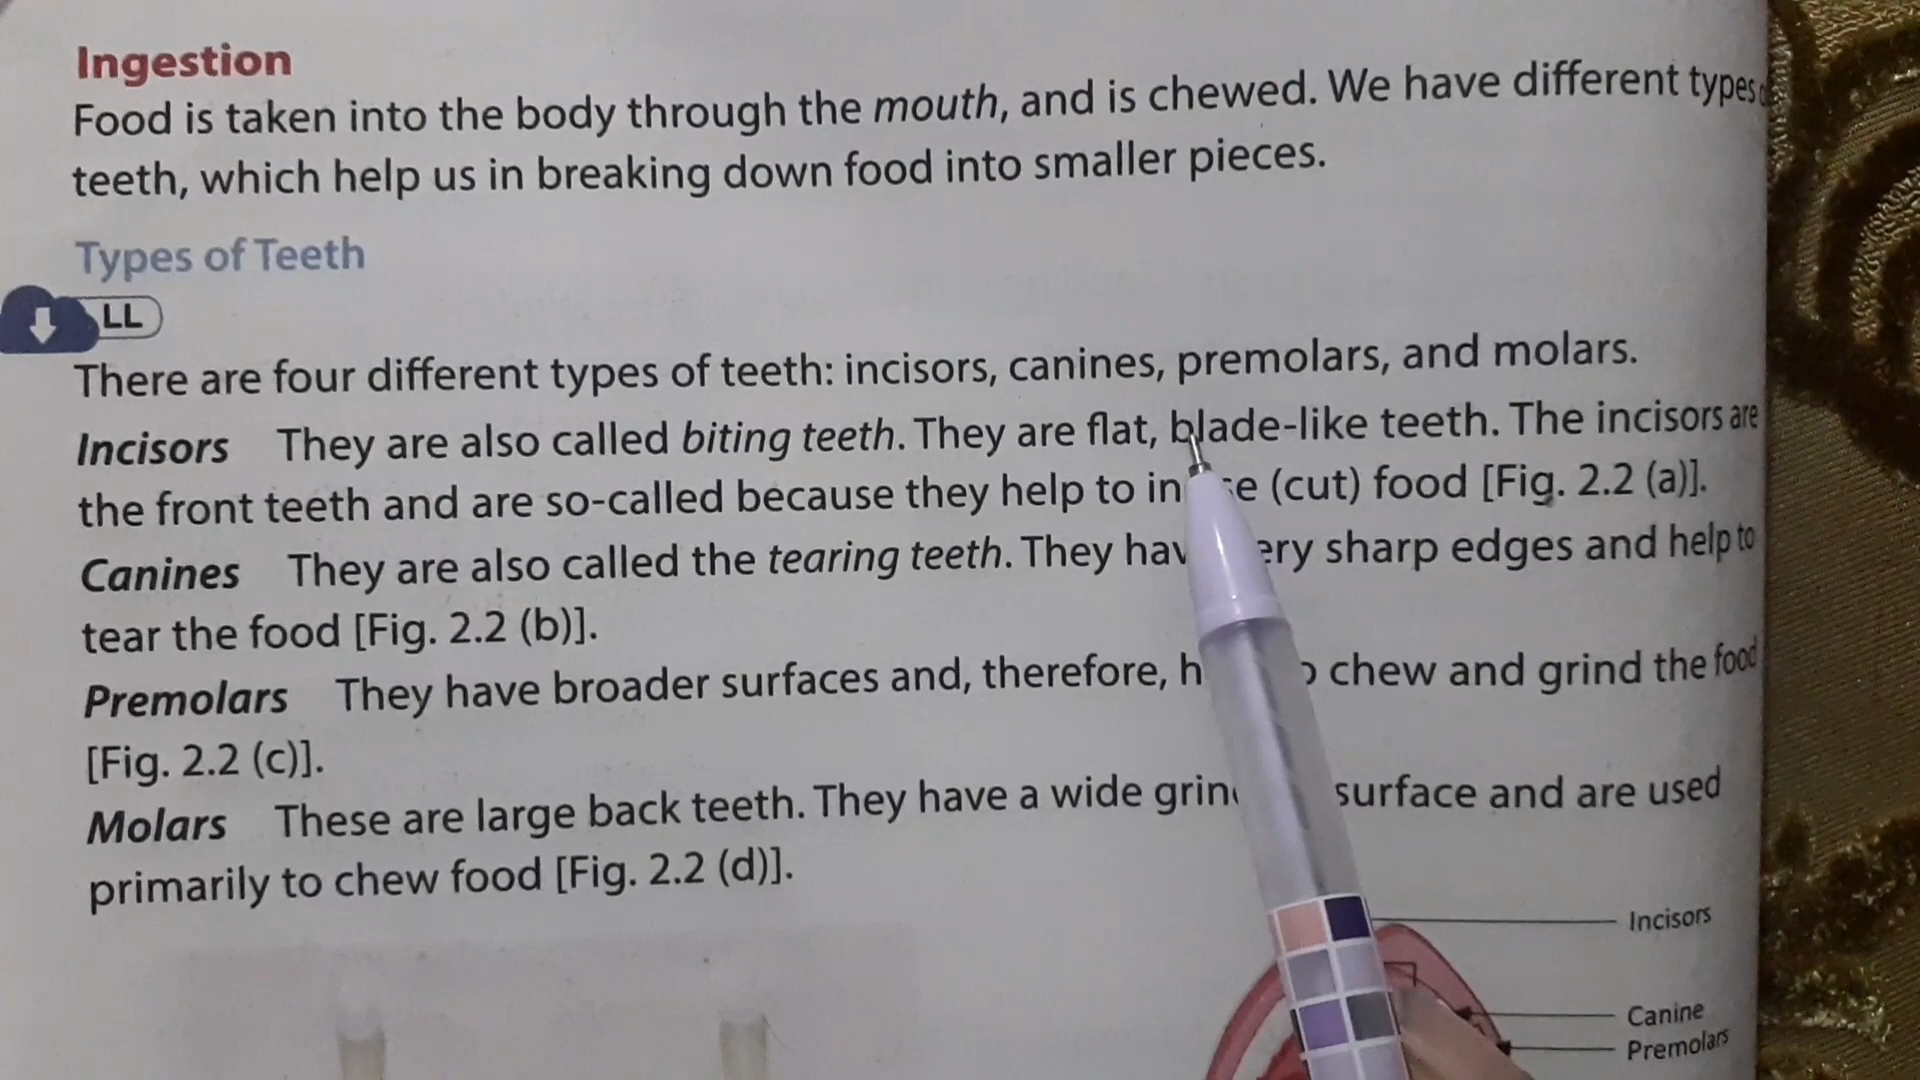 Ingestion
Food is taken into the body through the mouth, and is chewed. We have different types
teeth, which help us in breaking down food into smaller pieces.
Types of Teeth
LL
There are four different types of teeth: incisors, canines, premolars, and molars.
Incisors They are also called biting teeth. They are flat, blade-like teeth. The incisors are
the front teeth and are so-called because they help to (cut) food [Fig. 2.2 (a)].
Canines They are also called the tearing teeth. They sharp edges and help to
tear the food [Fig. 2.2 (b)].
Premolars They have broader surfaces and, therefore, chew and grind the food
[Fig. 2.2 (c)].
Molars These are large back teeth. They have a wide surface and are used
primarily to chew food [Fig. 2.2 (d)].
Incisors
Canine
Premolars